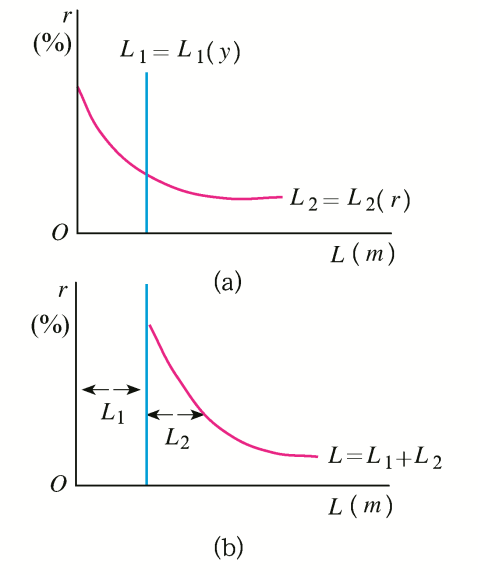 r
(%)
L₁ = L₁(y)
L₂ = L₂(r)
O
L (m)
(a)
r
(%)
L₁
L₂
L=L₁+L₂
O
L (m)
(b)